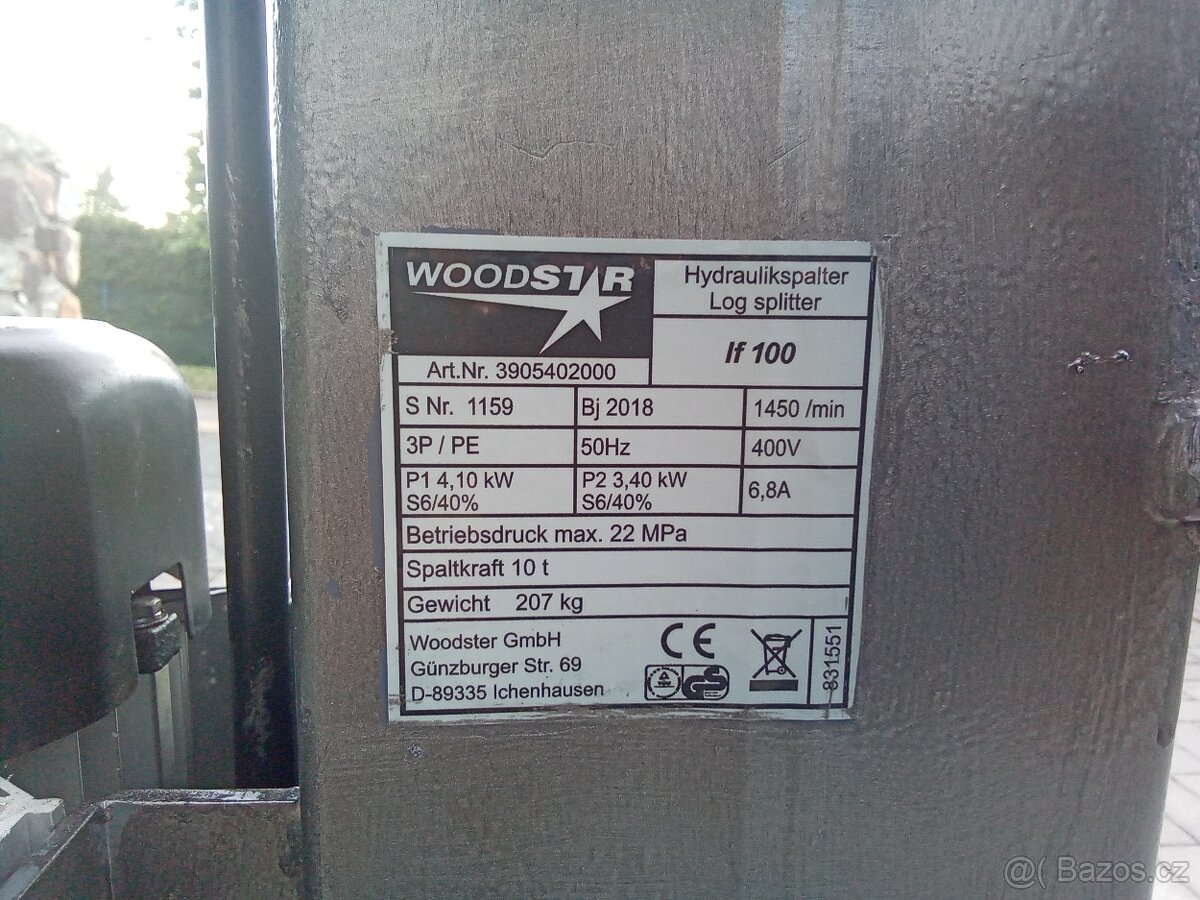 WOODSTAR
Hydraulikspalter
Log splitter
lf 100
Art.Nr. 3905402000
S Nr. 1159
Bj 2018
1450 /min
3P / PE
50Hz
400V
P1 4,10 kW
S6/40%
P2 3,40 kW
S6/40%
6,8A
Betriebsdruck max. 22 MPa
Spaltkraft 10 t
Gewicht 207 kg
Woodster GmbH
Günzburger Str. 69
D-89335 Ichenhausen
CE
GS
831551
@( Bazos.cz